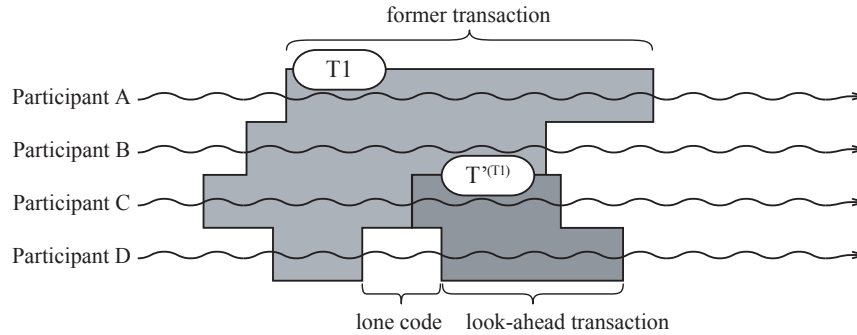 former transaction
T1
Participant A
Participant B
T’(T1)
Participant C
Participant D
lone code
look-ahead transaction